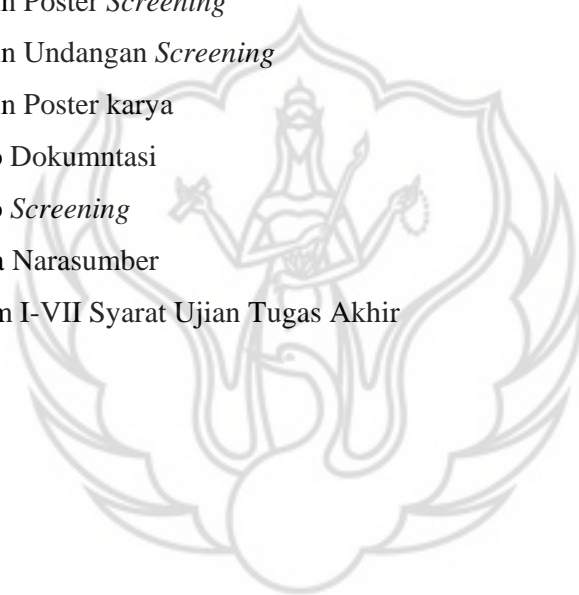 n Poster Screening
n Undangan Screening
n Poster karya
Dokumntasi
Screening
a Narasumber
m I-VII Syarat Ujian Tugas Akhir